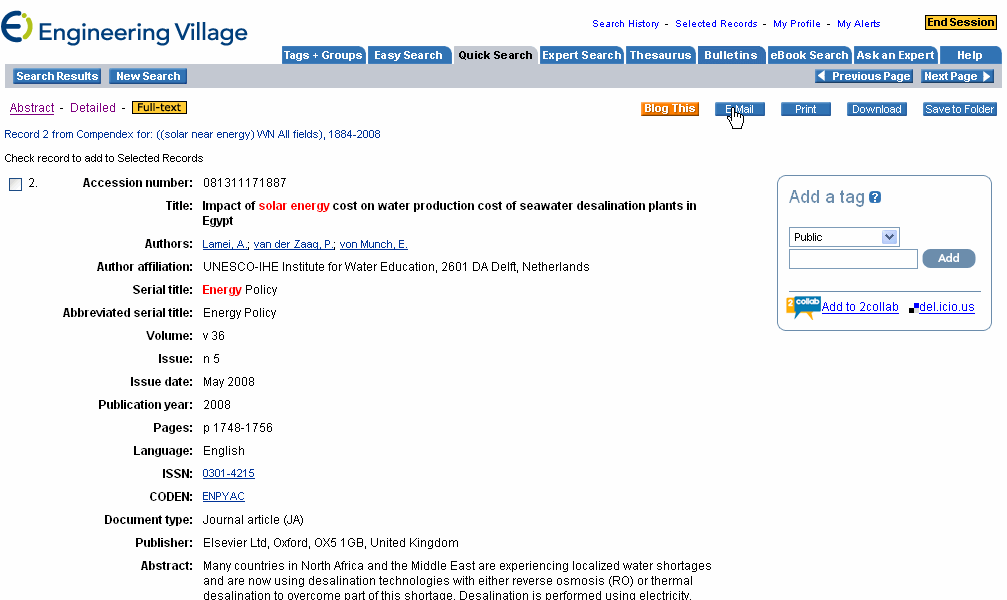 Engineering Village
Search History - Selected Records - My Profile - My Alerts
End Session
Tags + Groups Easy Search Quick Search Expert Search Thesaurus Bulletins eBook Search Ask an Expert Help
Search Results New Search Previous Page Next Page
Abstract - Detailed - Full-text
Blog This E-Mail Print Download Save to Folder
Record 2 from Compendex for: ((solar near energy) WN All fields), 1884-2008
Check record to add to Selected Records
2. Accession number: 081311171887
Title: Impact of solar energy cost on water production cost of seawater desalination plants in
Egypt
Authors: Lamei, A.; van der Zaag, P.; von Munch, E.
Author affiliation: UNESCO-IHE Institute for Water Education, 2601 DA Delft, Netherlands
Serial title: Energy Policy
Abbreviated serial title: Energy Policy
Volume: v 36
Issue: n 5
Issue date: May 2008
Publication year: 2008
Pages: p 1748-1756
Language: English
ISSN: 0301-4215
CODEN: ENPYAC
Document type: Journal article (JA)
Publisher: Elsevier Ltd, Oxford, OX5 1GB, United Kingdom
Abstract: Many countries in North Africa and the Middle East are experiencing localized water shortages
and are now using desalination technologies with either reverse osmosis (RO) or thermal
desalination to overcome part of this shortage. Desalination is performed using electricity,
Add a tag ?
Public
Add
2 collab Add to 2collab del.icio.us